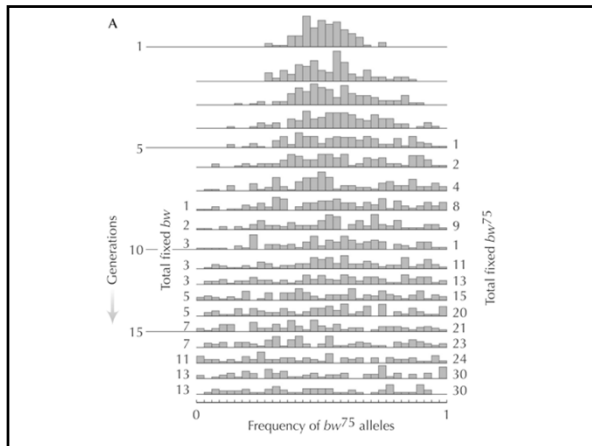 A
1
5 1
2
4
1 8
2 9
10 3 1
3 11
3 13
5 15
5 20
15 7 21
7 23
11 24
13 30
13 30
Generations
Total fixed bw
Total fixed bw75
0 1
Frequency of bw75 alleles